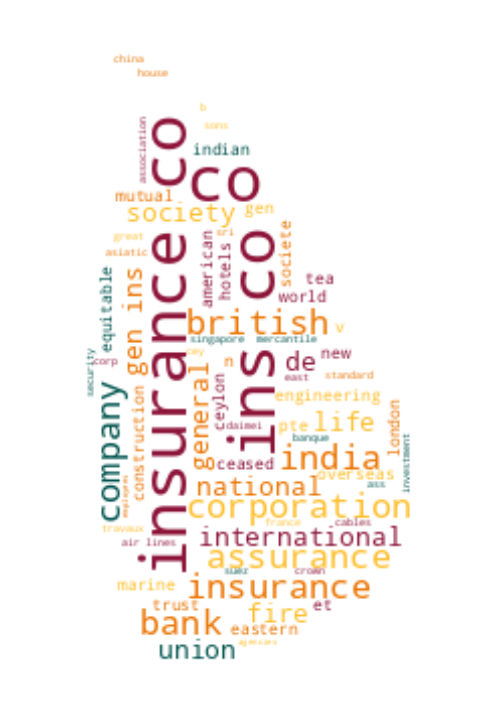 china
house
b
sons
association
insurance co
indian
co
mutual
society
gen
great
sri
asiatic
american
hotels
ins co
societe
tea
world
equitable
gen ins
british
v
singapore
mercantile
cey
security
corp
n
de
new
east
standard
company
construction
general
ceylon
daimei
engineering
pte
life
london
banque
investment
ceased
india
overseas
ass
employees
national
corporation
travaux
france
cables
air lines
international
assurance
suez
crown
marine
insurance
trust
et
fire
bank
eastern
agencies
union